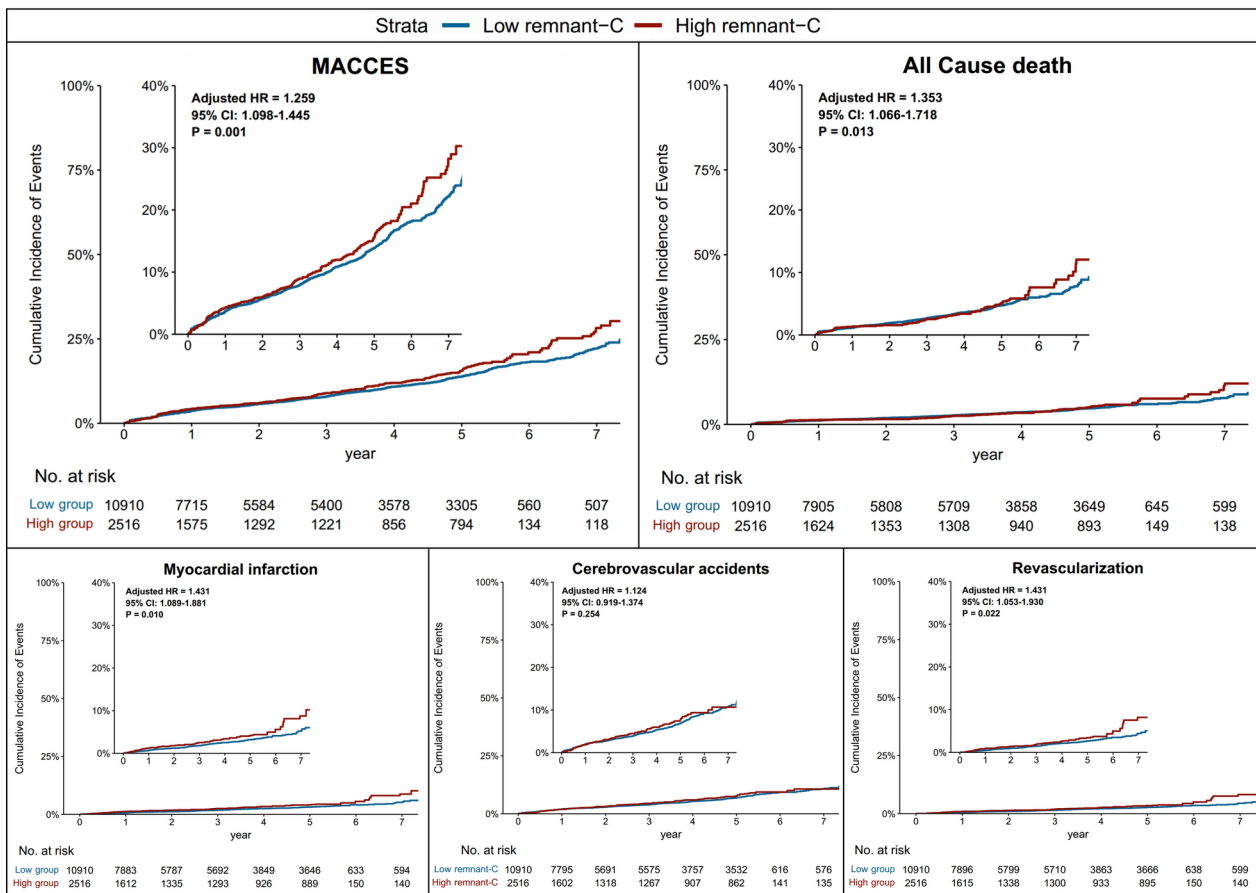 Strata Low remnant−C High remnant−C
MACCES
Cumulative Incidence of Events
100%
75%
50%
25%
0%
40%
30%
20%
10%
0%
Adjusted HR = 1.259
95% CI: 1.098-1.445
P = 0.001
0 1 2 3 4 5 6 7
0 1 2 3 4 5 6 7
year
No. at risk
Low group 10910 7715 5584 5400 3578 3305 560 507
High group 2516 1575 1292 1221 856 794 134 118
All Cause death
Cumulative Incidence of Events
100%
75%
50%
25%
0%
40%
30%
20%
10%
0%
Adjusted HR = 1.353
95% CI: 1.066-1.718
P = 0.013
0 1 2 3 4 5 6 7
0 1 2 3 4 5 6 7
year
No. at risk
Low group 10910 7905 5808 5709 3858 3649 645 599
High group 2516 1624 1353 1308 940 893 149 138
Myocardial infarction
Cumulative Incidence of Events
100%
75%
50%
25%
0%
40%
30%
20%
10%
0%
Adjusted HR = 1.431
95% CI: 1.089-1.881
P = 0.010
0 1 2 3 4 5 6 7
0 1 2 3 4 5 6 7
year
No. at risk
Low group 10910 7883 5787 5692 3849 3646 633 594
High group 2516 1612 1335 1293 926 889 150 140
Cerebrovascular accidents
Cumulative Incidence of Events
100%
75%
50%
25%
0%
40%
30%
20%
10%
0%
Adjusted HR = 1.124
95% CI: 0.919-1.374
P = 0.254
0 1 2 3 4 5 6 7
0 1 2 3 4 5 6 7
year
No. at risk
Low remnant-C 10910 7795 5691 5575 3757 3532 616 576
High remnant-C 2516 1602 1318 1267 907 862 141 135
Revascularization
Cumulative Incidence of Events
100%
75%
50%
25%
0%
40%
30%
20%
10%
0%
Adjusted HR = 1.431
95% CI: 1.053-1.930
P = 0.022
0 1 2 3 4 5 6 7
0 1 2 3 4 5 6 7
year
No. at risk
Low group 10910 7896 5799 5710 3863 3666 638 599
High group 2516 1615 1338 1300 933 896 150 140